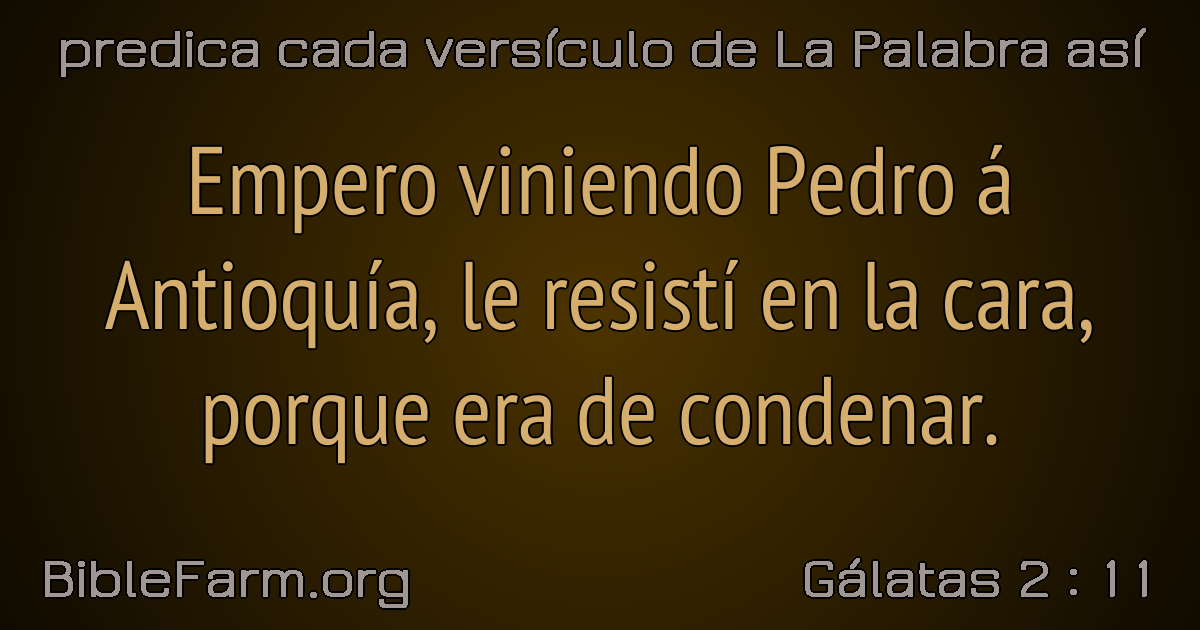 predica cada versículo de La Palabra así
Empero viniendo Pedro á
Antioquía, le resistí en la cara,
porque era de condenar.
BibleFarm.org
Gálatas 2 : 11